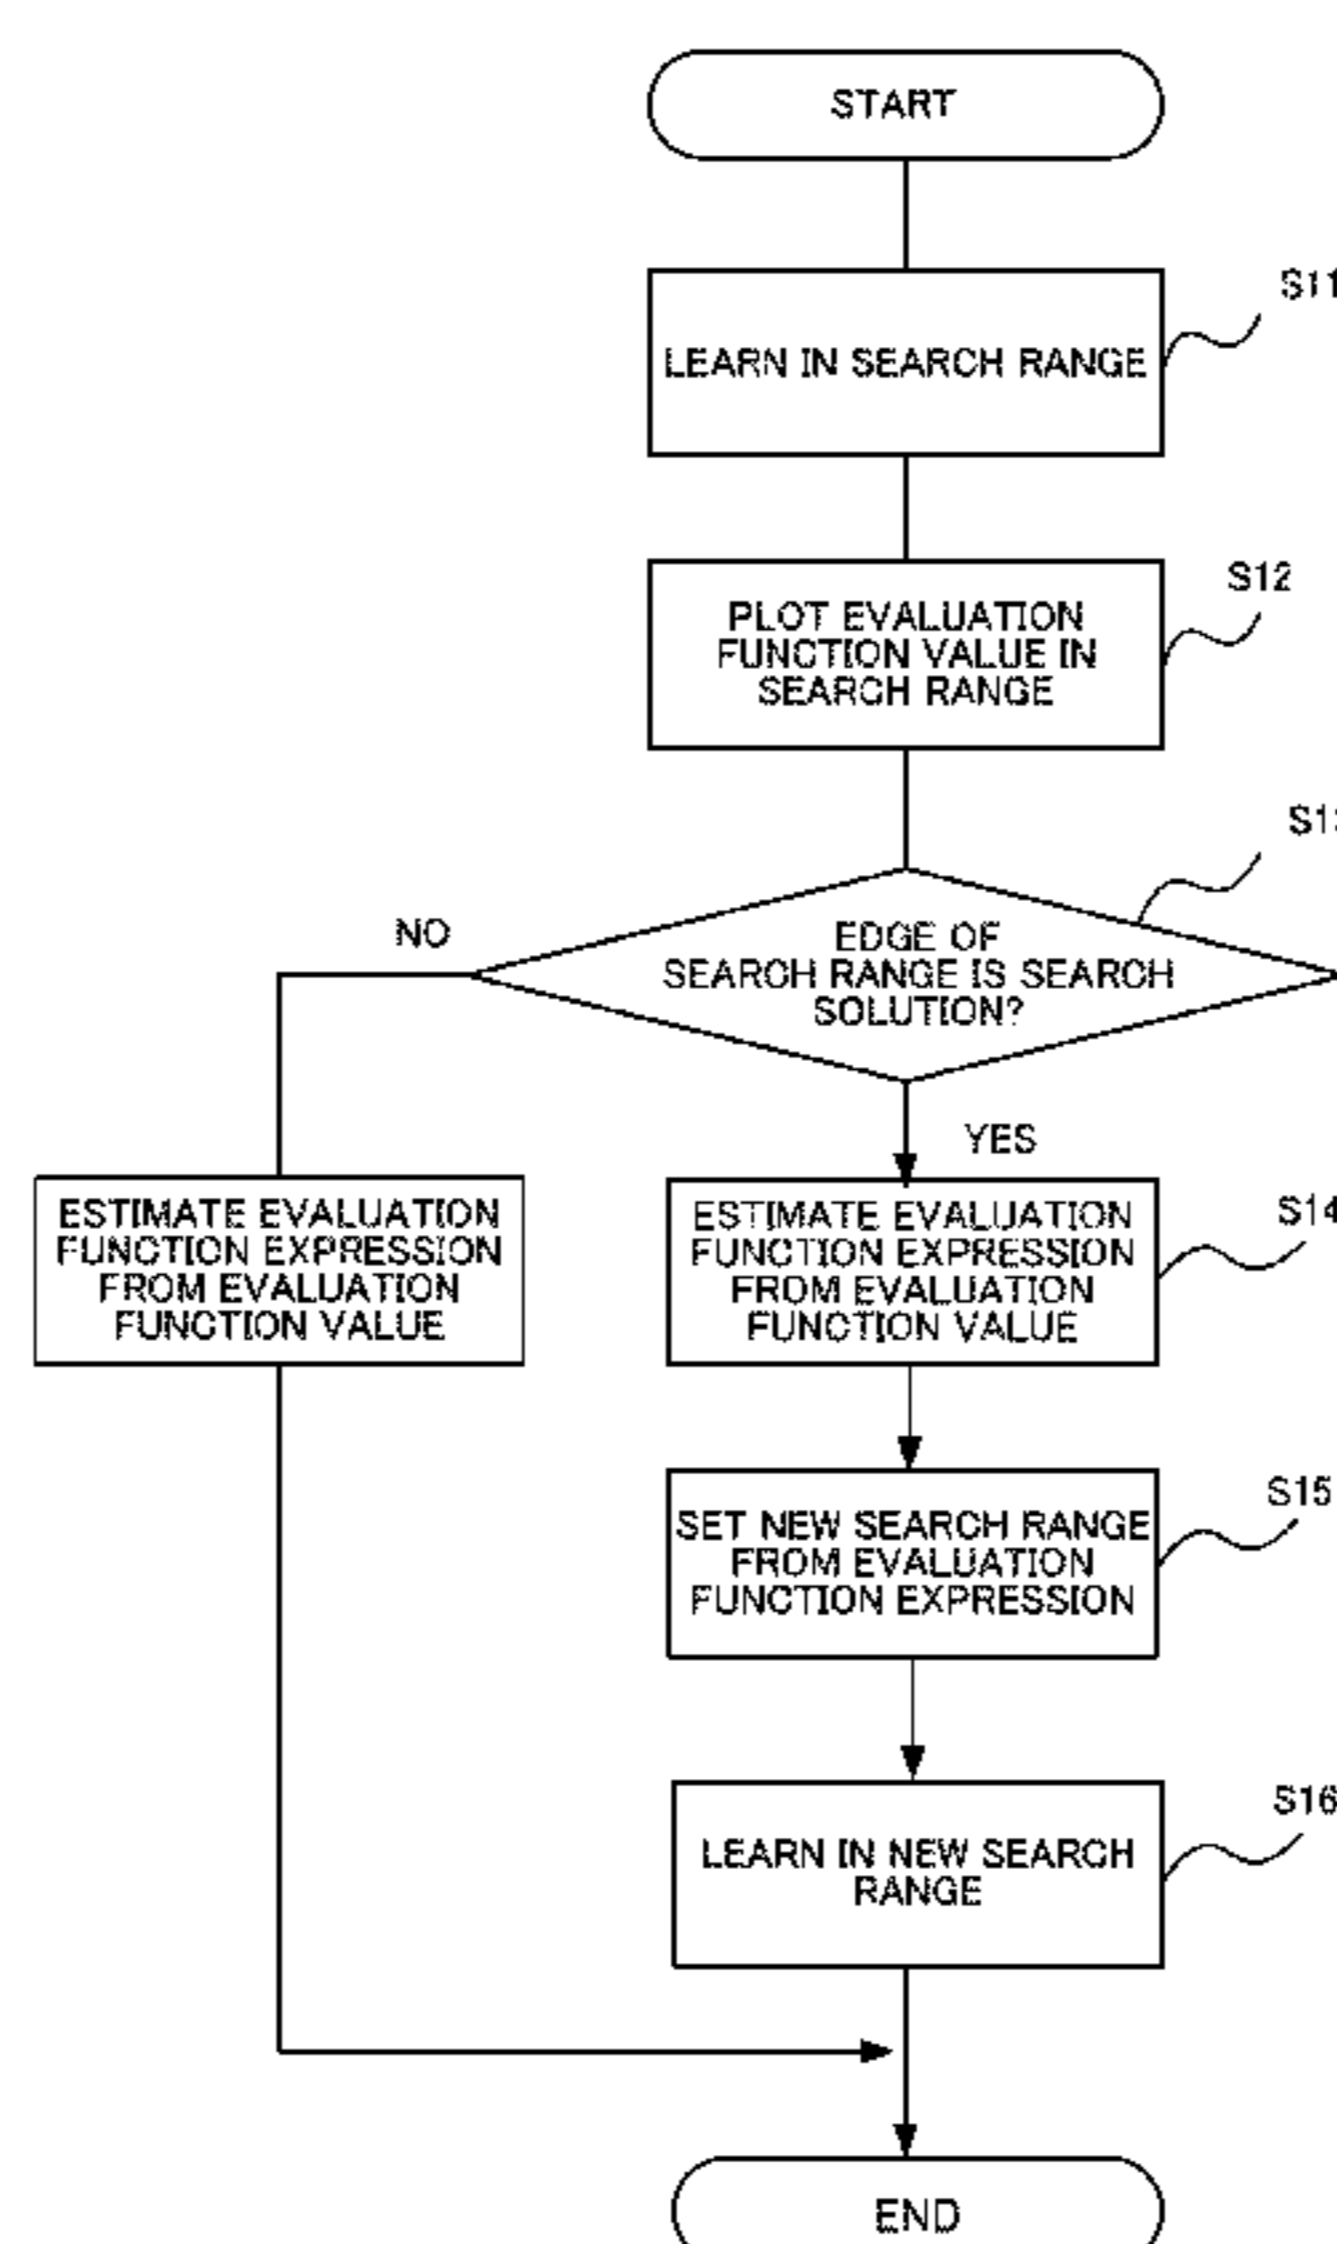 START
S11
LEARN IN SEARCH RANGE
S12
PLOT EVALUATION
FUNCTION VALUE IN
SEARCH RANGE
NO
EDGE OF
SEARCH RANGE IS SEARCH
SOLUTION?
YES
ESTIMATE EVALUATION
FUNCTION EXPRESSION
FROM EVALUATION
FUNCTION VALUE
S14
ESTIMATE EVALUATION
FUNCTION EXPRESSION
FROM EVALUATION
FUNCTION VALUE
S15
SET NEW SEARCH RANGE
FROM EVALUATION
FUNCTION EXPRESSION
S16
LEARN IN NEW SEARCH
RANGE
END